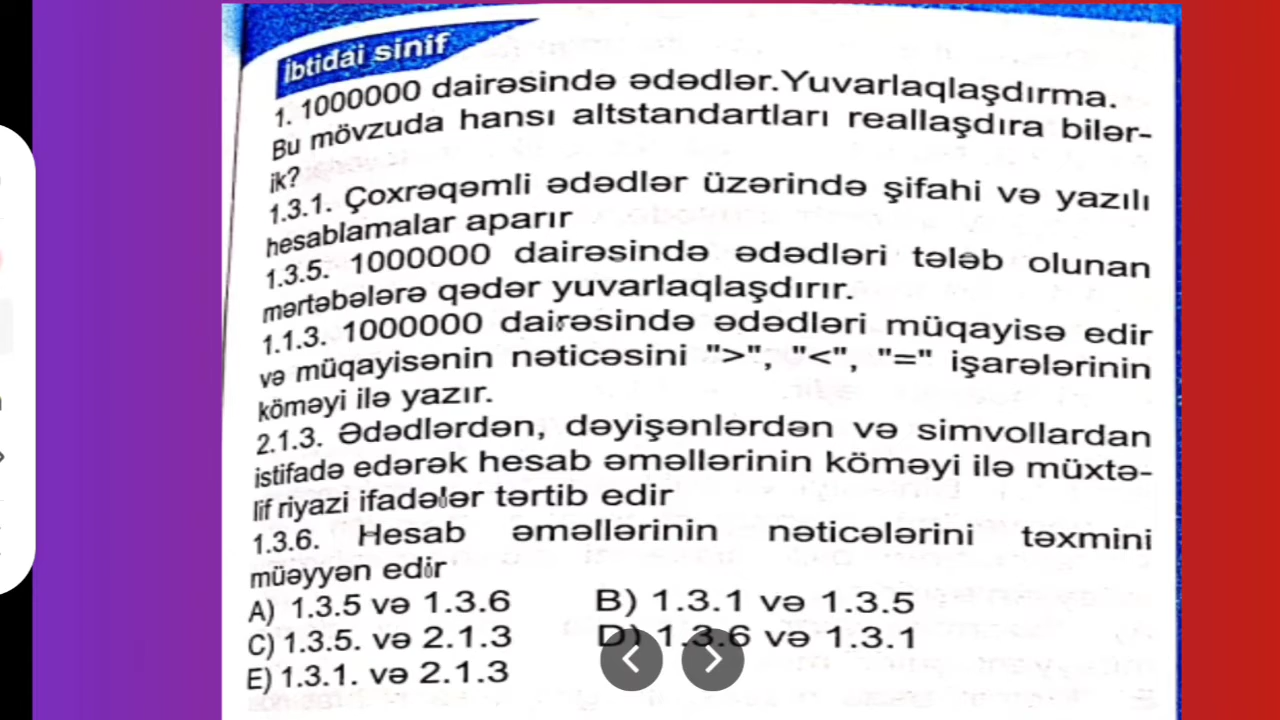 İbtidai sinif
1. 1000000 dairəsində ədədlər.Yuvarlaqlaşdırma.
Bu mövzuda hansı altstandartları reallaşdıra bilər-
ik?
1.3.1. Çoxrəqəmli ədədlər üzərində şifahi və yazılı
hesablamalar aparır
1.3.5. 1000000 dairəsində ədədləri tələb olunan
mərtəbələrə qədər yuvarlaqlaşdırır.
1.1.3. 1000000 dairəsində ədədləri müqayisə edir
və müqayisənin nəticəsini ">", "<", "=" işarələrinin
köməyi ilə yazır.
2.1.3. Ədədlərdən, dəyişənlərdən və simvollardan
istifadə edərək hesab əməllərinin köməyi ilə müxtə-
lif riyazi ifadələr tərtib edir
1.3.6. Hesab əməllərinin nəticələrini təxmini
müəyyən edir
A) 1.3.5 və 1.3.6 B) 1.3.1 və 1.3.5
C) 1.3.5. və 2.1.3 D) 1.3.6 və 1.3.1
E) 1.3.1. və 2.1.3